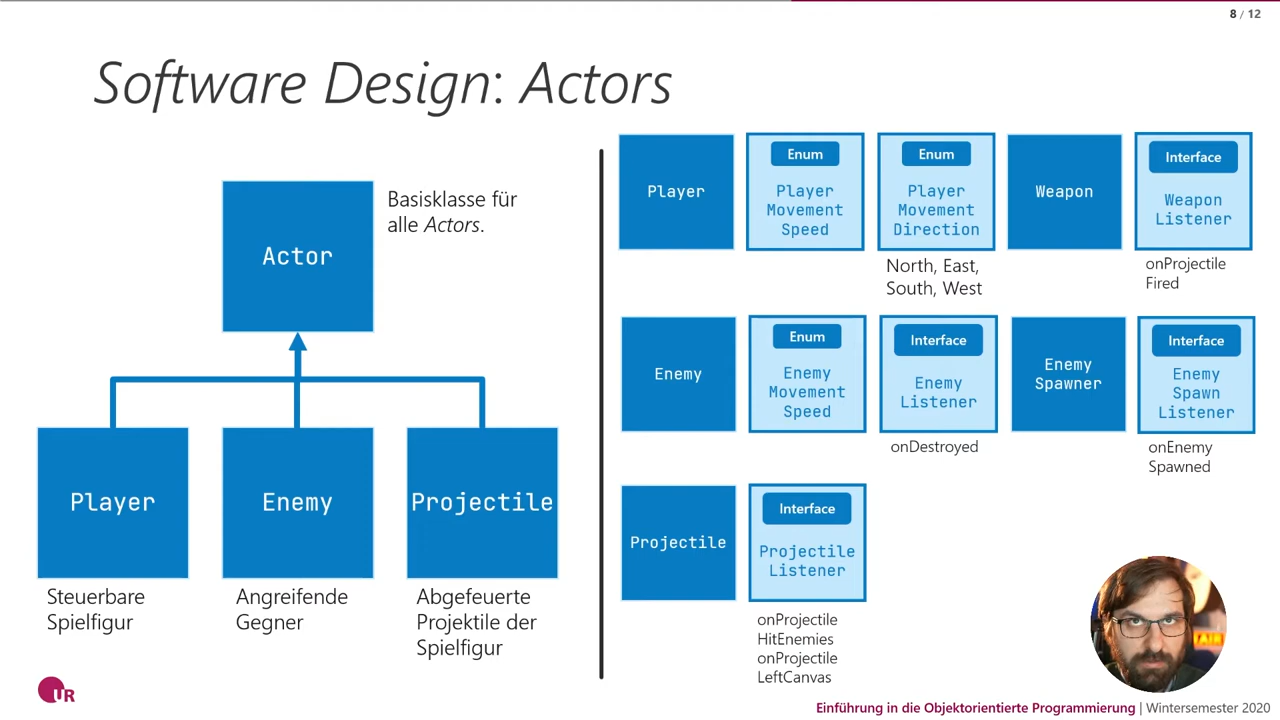 8 / 12
Software Design: Actors
Actor
Basisklasse für
alle Actors.
Player
Enemy
Projectile
Steuerbare
Spielfigur
Angreifende
Gegner
Abgefeuerte
Projektile der
Spielfigur
Player
Enum
Player
Movement
Speed
Enum
Player
Movement
Direction
North, East,
South, West
Weapon
Interface
Weapon
Listener
onProjectile
Fired
Enemy
Enum
Enemy
Movement
Speed
Interface
Enemy
Listener
onDestroyed
Enemy
Spawner
Interface
Enemy
Spawn
Listener
onEnemy
Spawned
Projectile
Interface
Projectile
Listener
onProjectile
HitEnemies
onProjectile
LeftCanvas
UR
Einführung in die Objektorientierte Programmierung | Wintersemester 2020